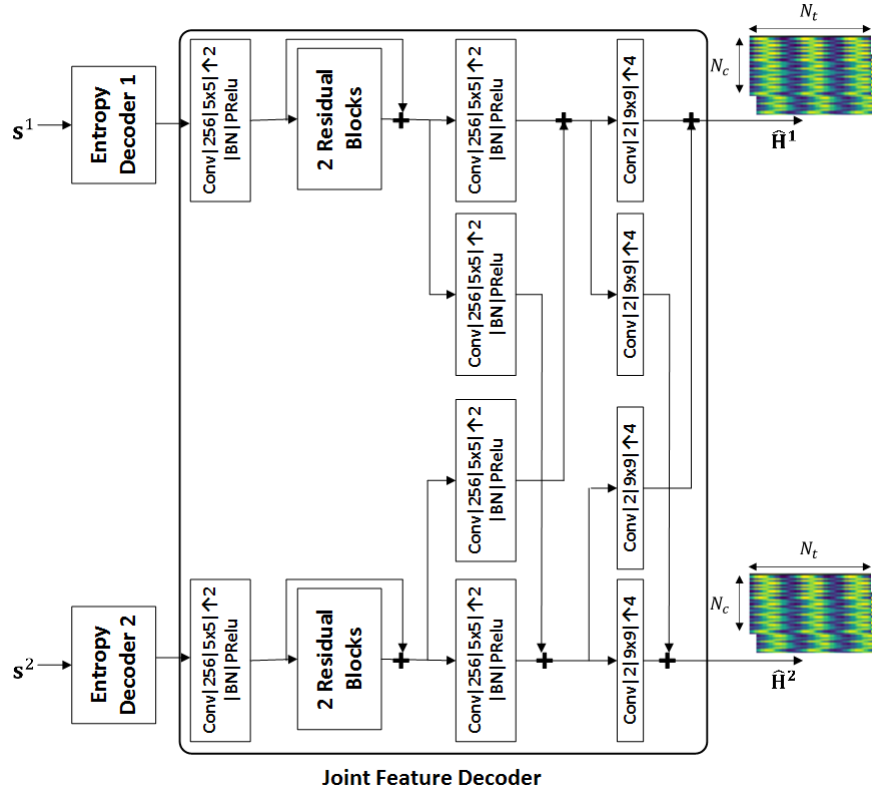 N_t
N_c
s^1
Entropy
Decoder 1
Conv|256|5x5|↑2
|BN|PRelu
2 Residual
Blocks
+
Conv|256|5x5|↑2
|BN|PRelu
+
Conv|2|9x9|↑4
+
Ĥ^1
Conv|256|5x5|↑2
|BN|PRelu
Conv|2|9x9|↑4
Conv|256|5x5|↑2
|BN|PRelu
Conv|2|9x9|↑4
N_t
N_c
s^2
Entropy
Decoder 2
Conv|256|5x5|↑2
|BN|PRelu
2 Residual
Blocks
+
Conv|256|5x5|↑2
|BN|PRelu
+
Conv|2|9x9|↑4
+
Ĥ^2
Joint Feature Decoder